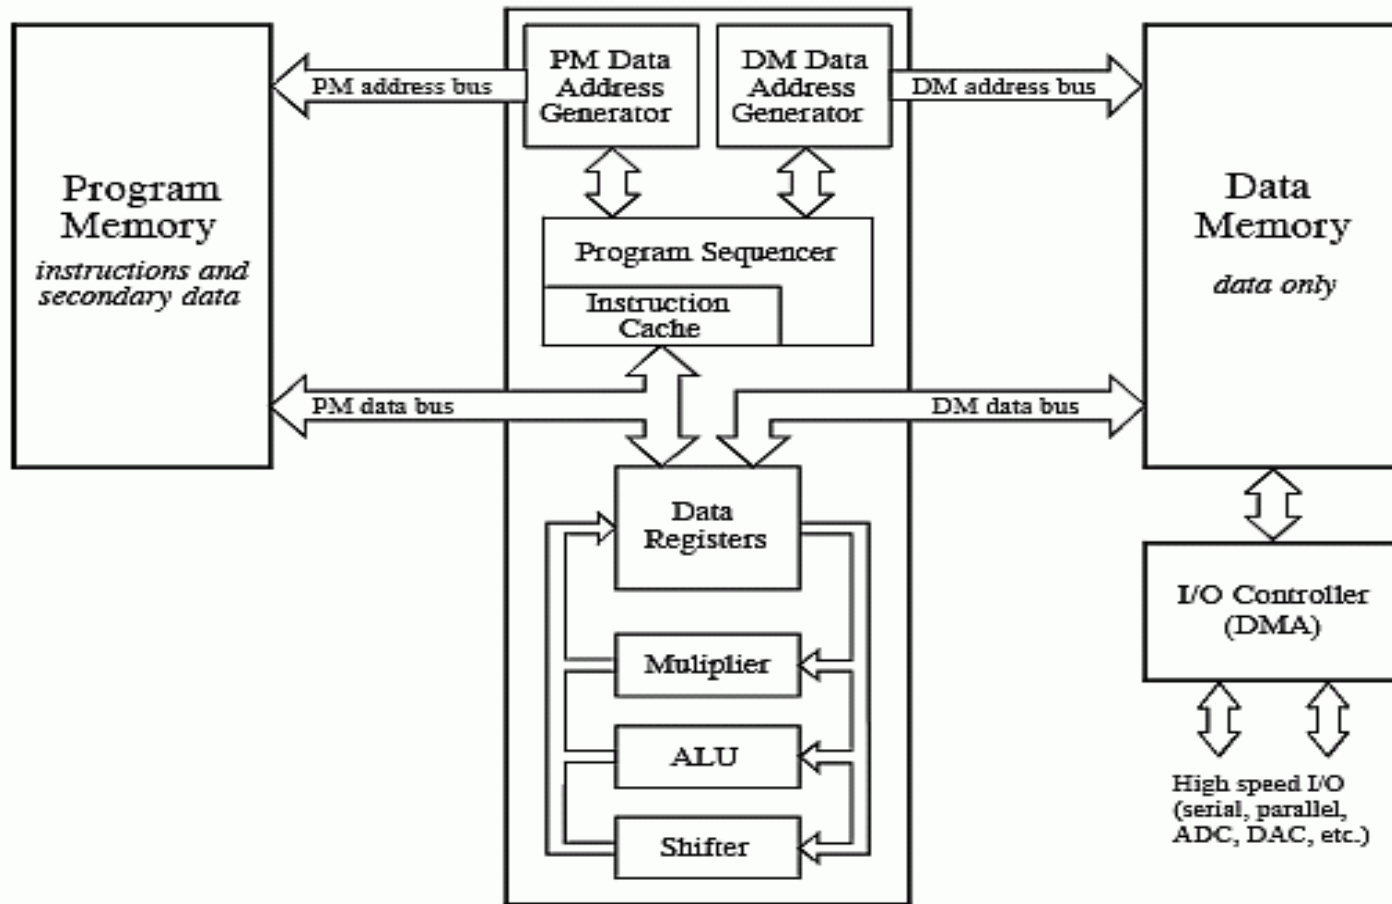 PM Data
Address
Generator
DM Data
Address
Generator
PM address bus
DM address bus
Program
Memory
instructions and
secondary data
Data
Memory
data only
Program Sequencer
Instruction
Cache
PM data bus
DM data bus
Data
Registers
Muliplier
ALU
Shifter
I/O Controller
(DMA)
High speed I/O
(serial, parallel,
ADC, DAC, etc.)